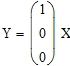 Y = (1
0
0) X